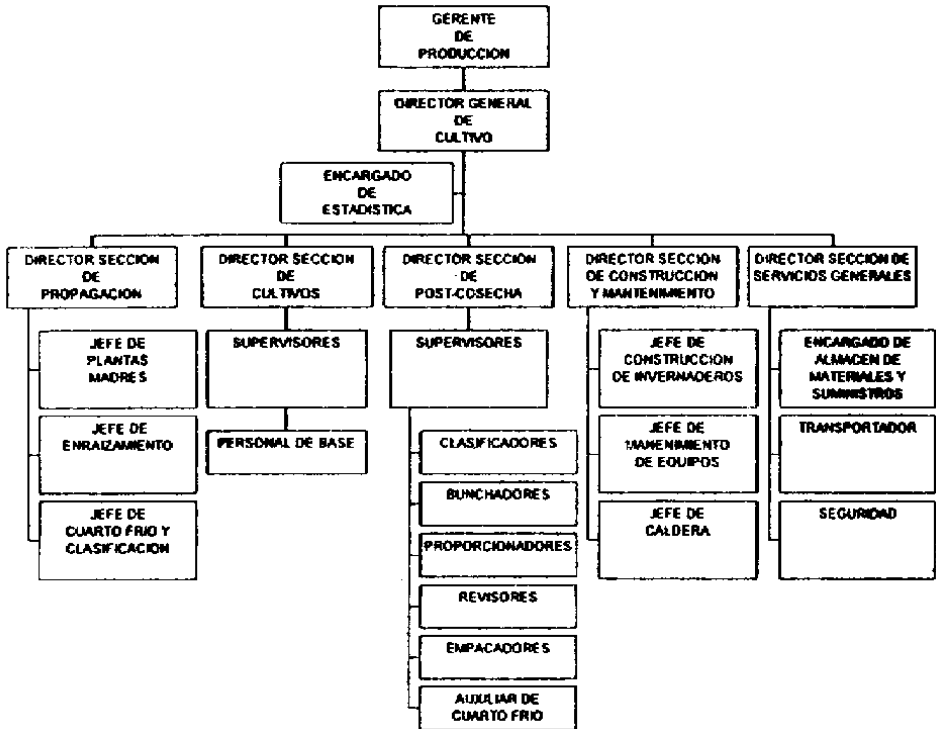 GERENTE
DE
PRODUCCION
DIRECTOR GENERAL
DE
CULTIVO
ENCARGADO
DE
ESTADISTICA
DIRECTOR SECCION
DE
PROPAGACION
DIRECTOR SECCION
DE
CULTIVOS
DIRECTOR SECCION
DE
POST-COSECHA
DIRECTOR SECCION
DE CONSTRUCCION
Y MANTENIMIENTO
DIRECTOR SECCION DE
SERVICIOS GENERALES
JEFE DE
PLANTAS
MADRES
JEFE DE
ENRAIZAMIENTO
JEFE DE
CUARTO FRIO Y
CLASIFICACION
SUPERVISORES
PERSONAL DE BASE
SUPERVISORES
CLASIFICADORES
BUNCHADORES
PROPORCIONADORES
REVISORES
EMPACADORES
AUXILIAR DE
CUARTO FRIO
JEFE DE
CONSTRUCCION
DE INVERNADEROS
JEFE DE
MANENIMIENTO
DE EQUIPOS
JEFE DE
CALDERA
ENCARGADO DE
ALMACEN DE
MATERIALES Y
SUMINISTROS
TRANSPORTADOR
SEGURIDAD